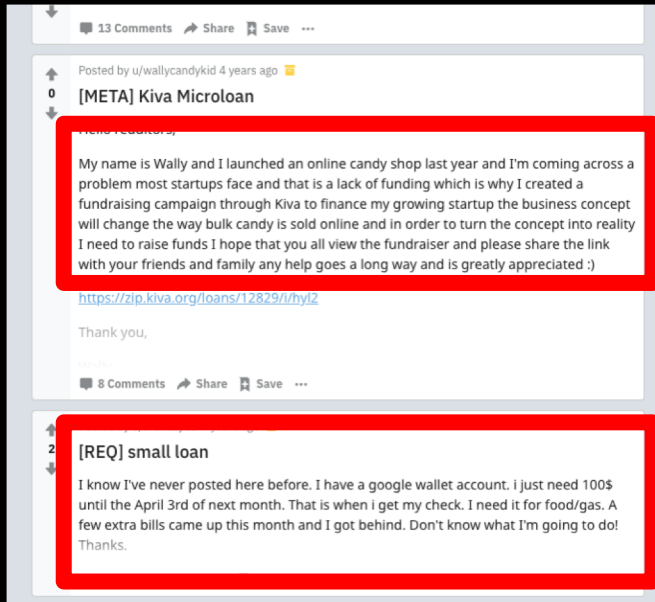 13 Comments Share Save ...
Posted by u/wallycandykid 4 years ago
0
[META] Kiva Microloan
My name is Wally and I launched an online candy shop last year and I'm coming across a
problem most startups face and that is a lack of funding which is why I created a
fundraising campaign through Kiva to finance my growing startup the business concept
will change the way bulk candy is sold online and in order to turn the concept into reality
I need to raise funds I hope that you all view the fundraiser and please share the link
with your friends and family any help goes a long way and is greatly appreciated :)
https://zip.kiva.org/loans/12829/i/hyl2
Thank you,
8 Comments Share Save ...
2
[REQ] small loan
I know I've never posted here before. I have a google wallet account. i just need 100$
until the April 3rd of next month. That is when i get my check. I need it for food/gas. A
few extra bills came up this month and I got behind. Don't know what I'm going to do!
Thanks.